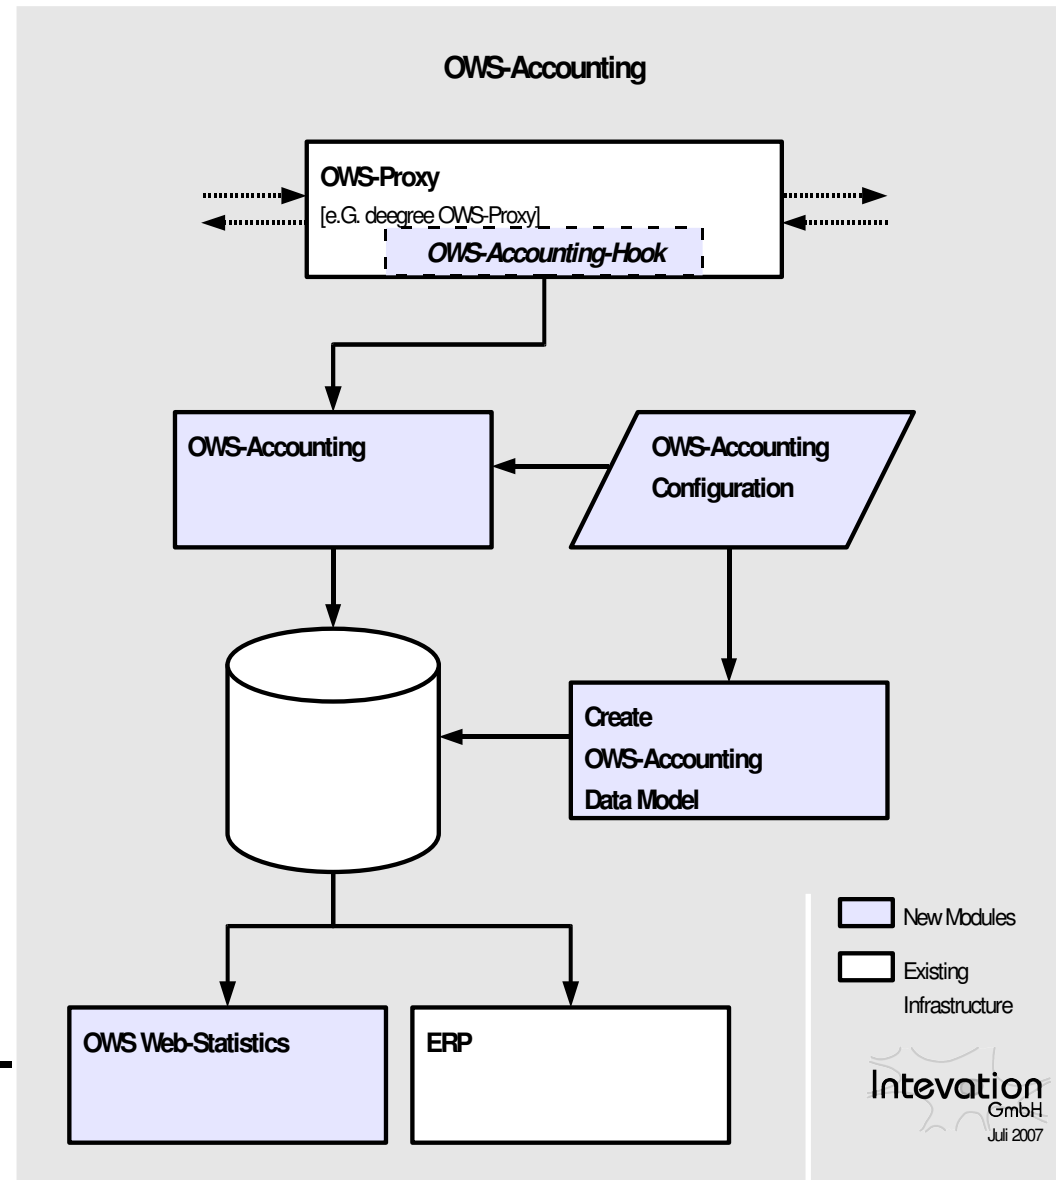 OWS-Accounting
OWS-Proxy
[e.G. deegree OWS-Proxy]
OWS-Accounting-Hook
OWS-Accounting
OWS-Accounting
Configuration
Create
OWS-Accounting
Data Model
New Modules
Existing
Infrastructure
OWS Web-Statistics
ERP
Intevation
GmbH
Juli 2007